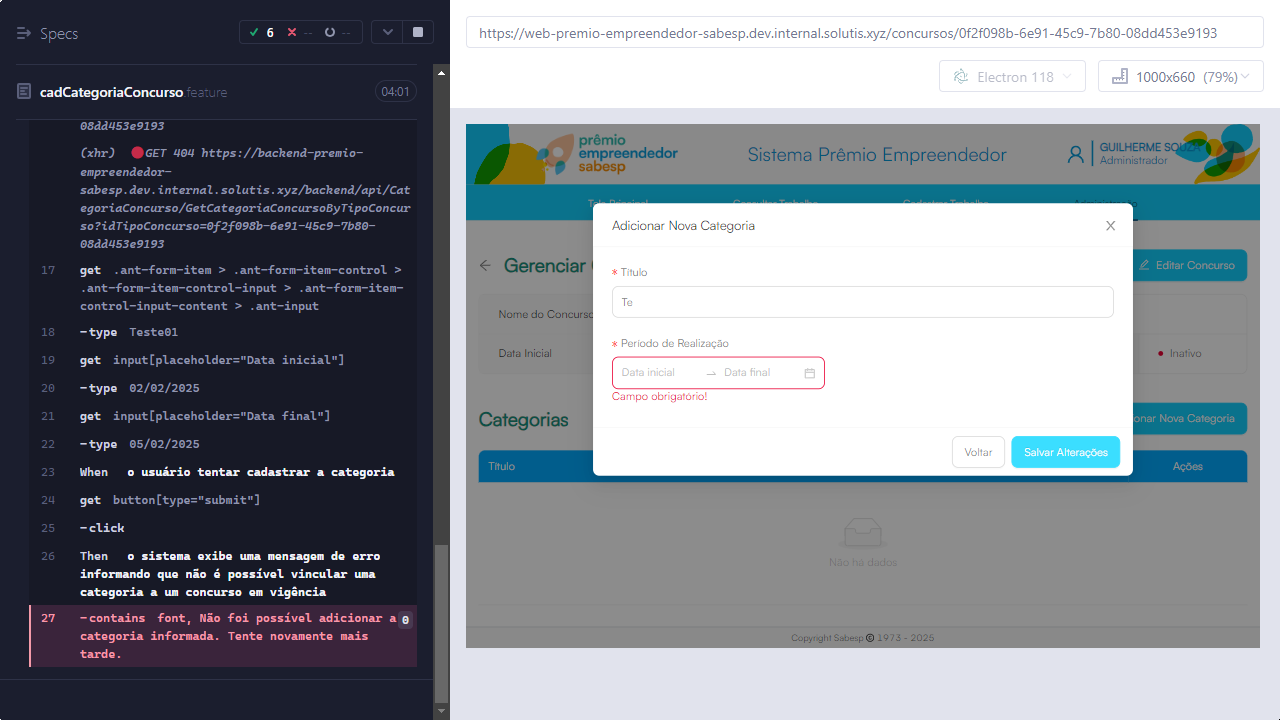 Specs
6
--
--
cadCategoriaConcurso feature
04:01
08dd453e9193
(xhr) GET 404 https://backend-premio-
empreendedor-
sabesp.dev.internal.solutis.xyz/backend/api/Cat
egoriaConcurso/GetCategoriaConcursoByTipoConcur
so?idTipoConcurso=0f2f098b-6e91-45c9-7b80-
08dd453e9193
17 get .ant-form-item > .ant-form-item-control >
.ant-form-item-control-input > .ant-form-item-
control-input-content > .ant-input
18 -type Teste01
19 get input[placeholder="Data inicial"]
20 -type 02/02/2025
21 get input[placeholder="Data final"]
22 -type 05/02/2025
23 When o usuário tentar cadastrar a categoria
24 get button[type="submit"]
25 -click
26 Then o sistema exibe uma mensagem de erro
informando que não é possível vincular uma
categoria a um concurso em vigência
27 -contains font, Não foi possível adicionar a
categoria informada. Tente novamente mais
tarde.
0
https://web-premio-empreendedor-sabesp.dev.internal.solutis.xyz/concursos/0f2f098b-6e91-45c9-7b80-08dd453e9193
Electron 118
1000x660 (79%)
prêmio
empreendedor
sabesp
Sistema Prêmio Empreendedor
GUILHERME SOUZA
Administrador
Tela Principal Consultar Trabalho Cadastrar Trabalho Administração
Gerenciar
Editar Concurso
Nome do Concurso
Data Inicial
Inativo
Categorias
onar Nova Categoria
Título
Ações
Não há dados
Adicionar Nova Categoria
* Título
Te
* Período de Realização
Data inicial → Data final
Campo obrigatório!
Voltar
Salvar Alterações
Copyright Sabesp © 1973 - 2025